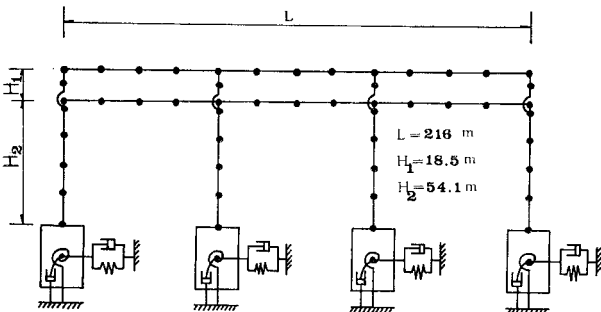 L
H₁
H₂
L = 216 m
H₁ = 18.5 m
H₂ = 54.1 m